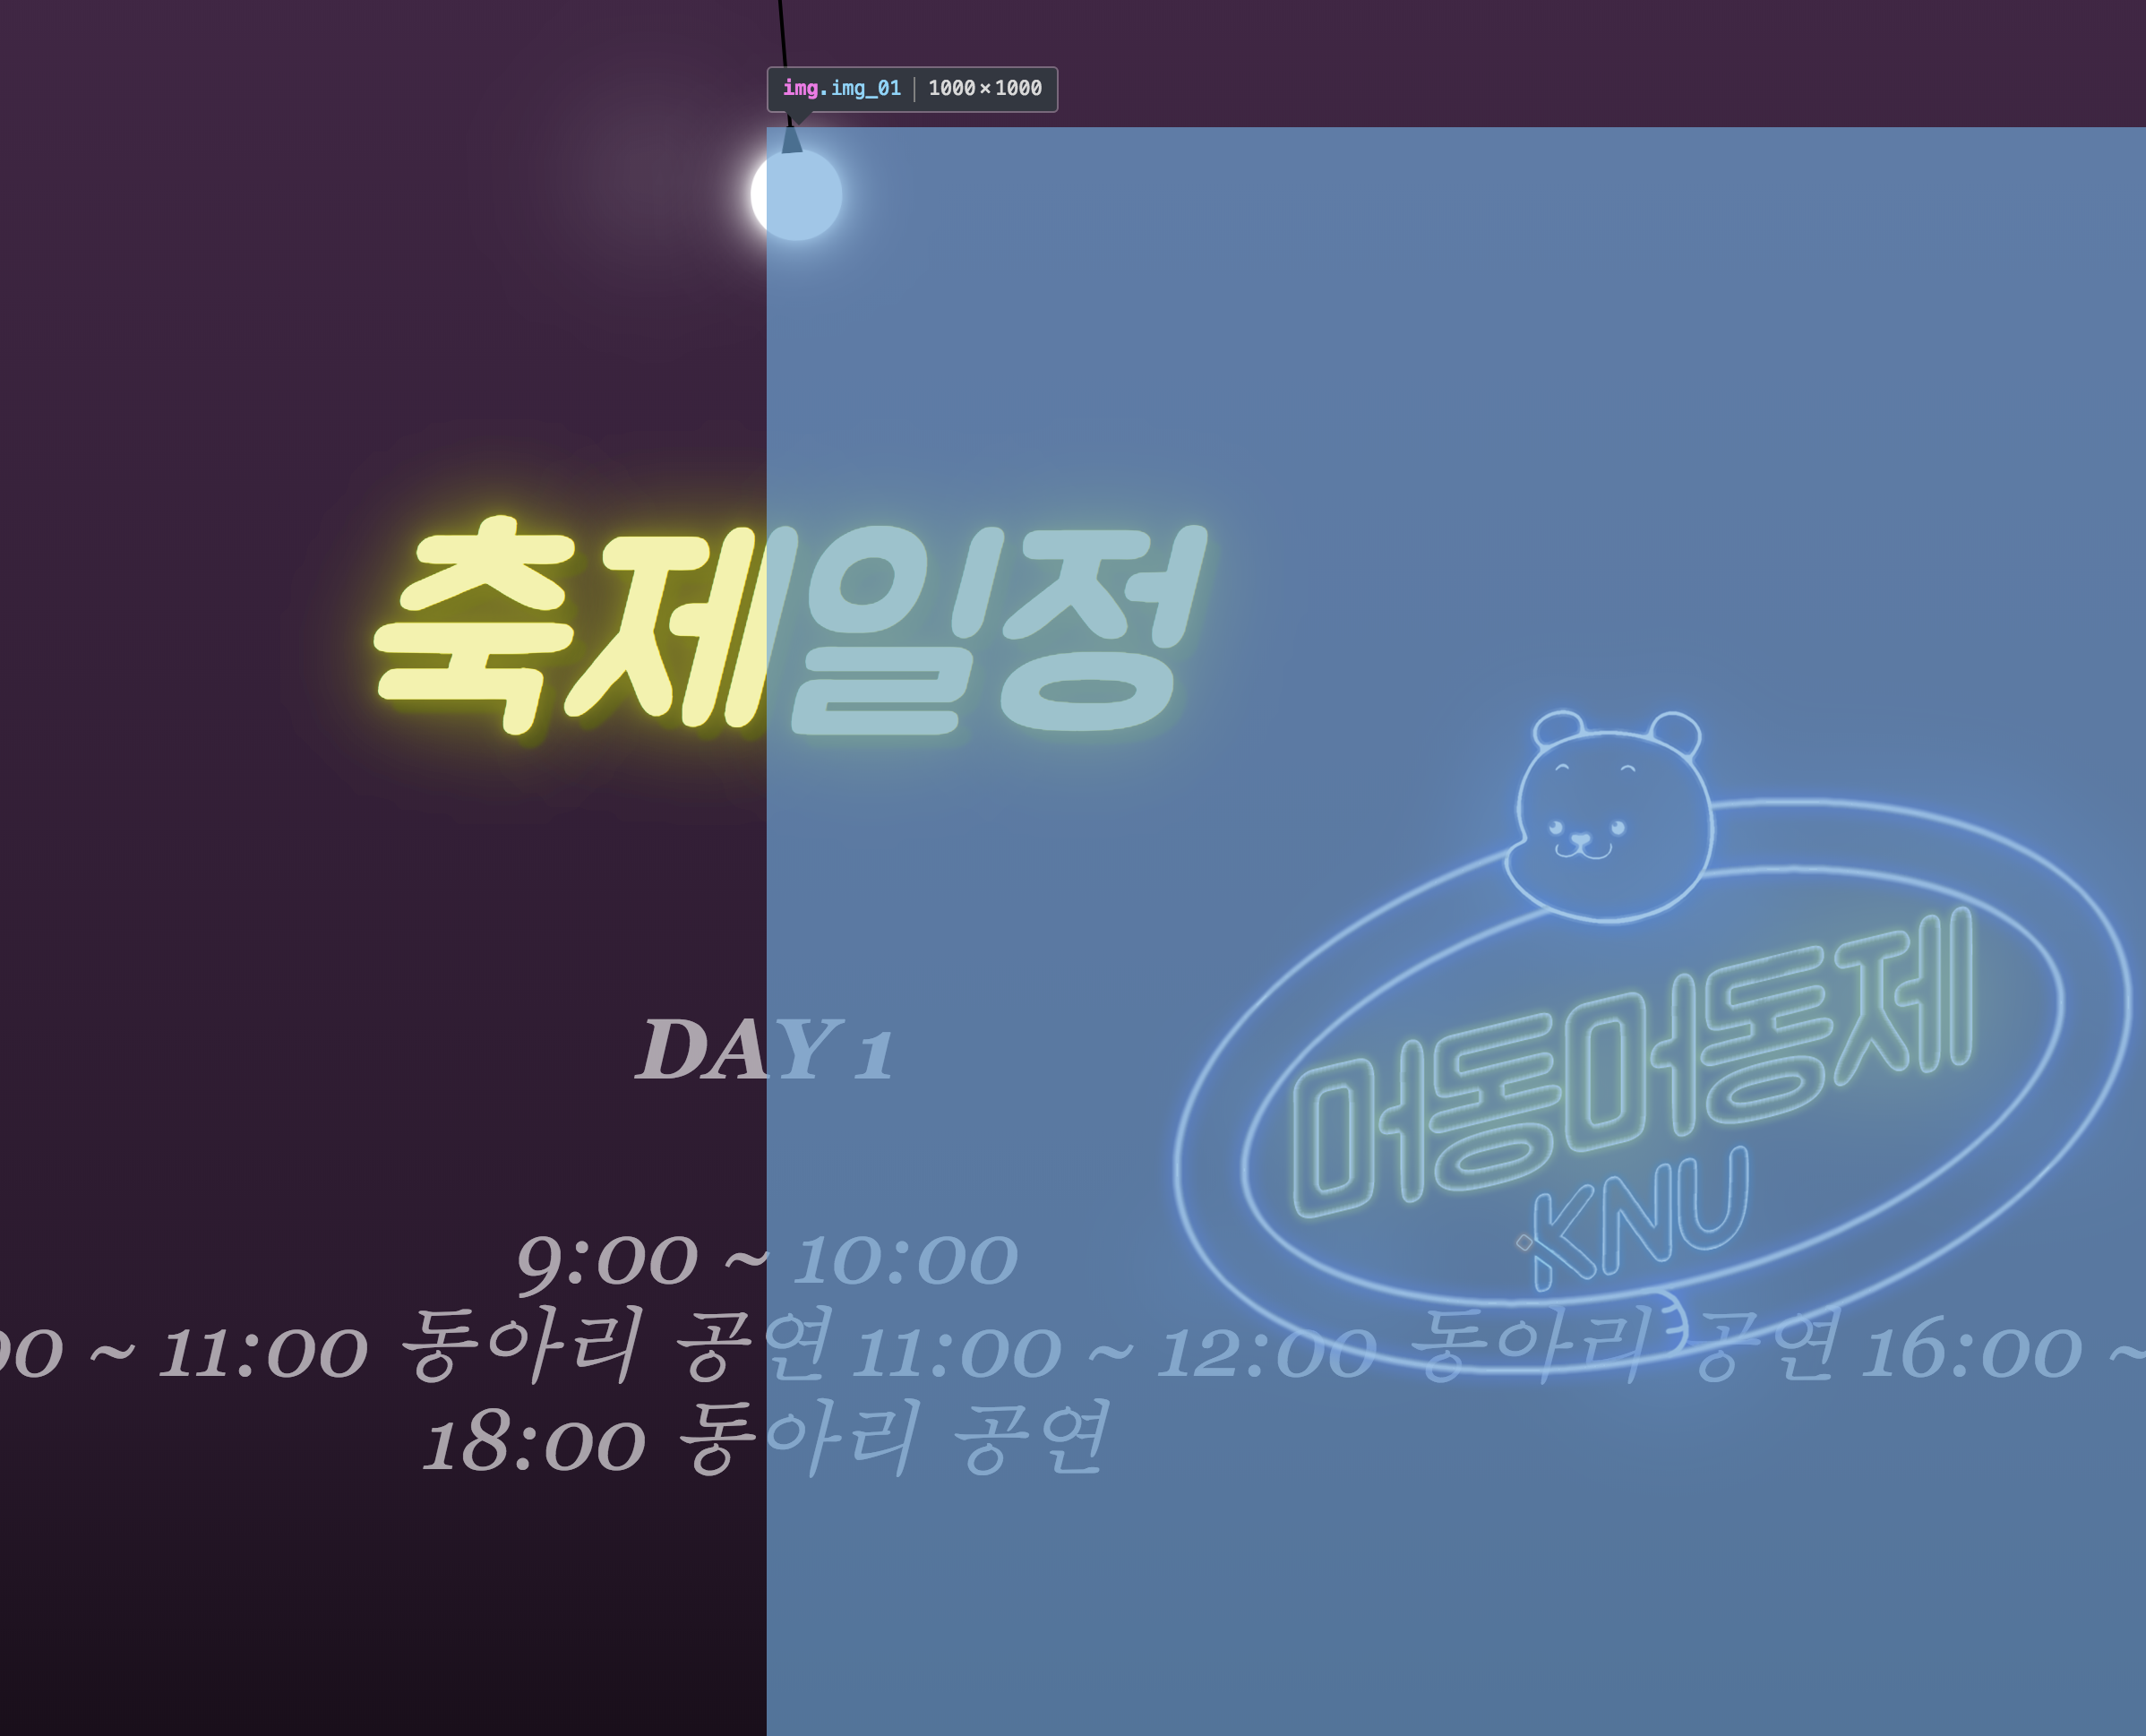 img.img_01 1000×1000
축제일정
머동머동제
KNU
DAY 1
9:00 ~ 10:00
00 ~ 11:00 동아리 공연 11:00 ~ 12:00 동아리 공연 16:00 ~
18:00 동아리 공연